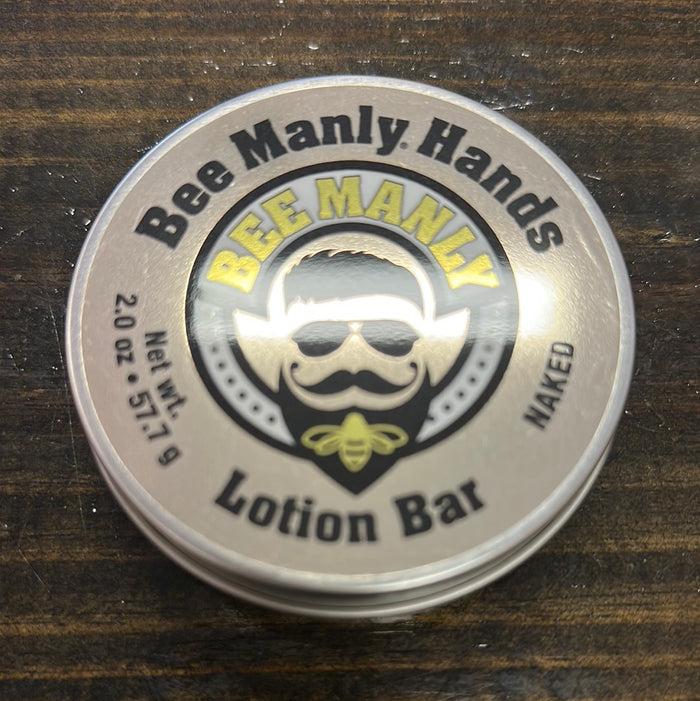 Bee Manly® Hands
BEE MANLY
Net wt.
2.0 oz • 57.7 g
NAKED
Lotion Bar